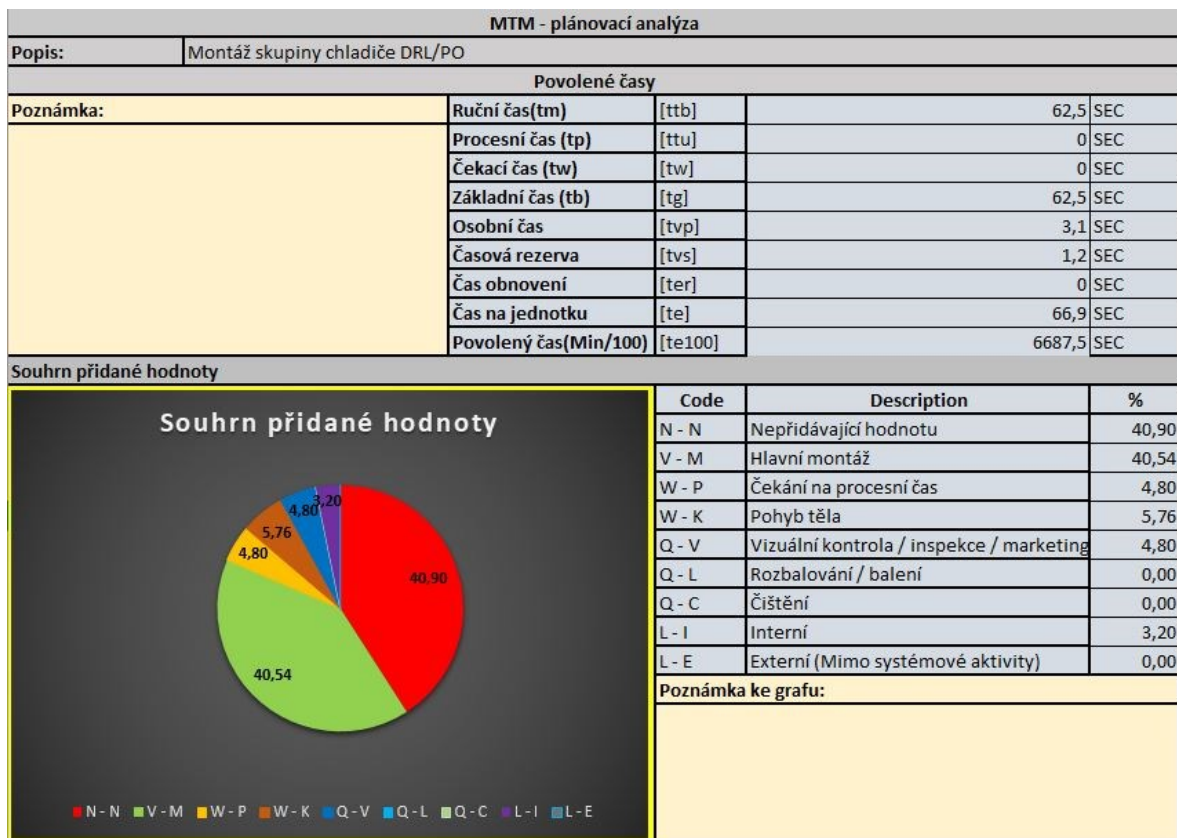 MTM - plánovací analýza
Popis: Montáž skupiny chladiče DRL/PO
Povolené časy
Poznámka: Ruční čas(tm) [ttb] 62,5 SEC
Procesní čas (tp) [ttu] 0 SEC
Čekací čas (tw) [tw] 0 SEC
Základní čas (tb) [tg] 62,5 SEC
Osobní čas [tvp] 3,1 SEC
Časová rezerva [tvs] 1,2 SEC
Čas obnovení [ter] 0 SEC
Čas na jednotku [te] 66,9 SEC
Povolený čas(Min/100) [te100] 6687,5 SEC
Souhrn přidané hodnoty
Souhrn přidané hodnoty
3,20
4,80
5,76
4,80
40,90
40,54
N - N V - M W - P W - K Q - V Q - L Q - C L - I L - E
Code Description %
N - N Nepřidávající hodnotu 40,90
V - M Hlavní montáž 40,54
W - P Čekání na procesní čas 4,80
W - K Pohyb těla 5,76
Q - V Vizuální kontrola / inspekce / marketing 4,80
Q - L Rozbalování / balení 0,00
Q - C Čištění 0,00
L - I Interní 3,20
L - E Externí (Mimo systémové aktivity) 0,00
Poznámka ke grafu: